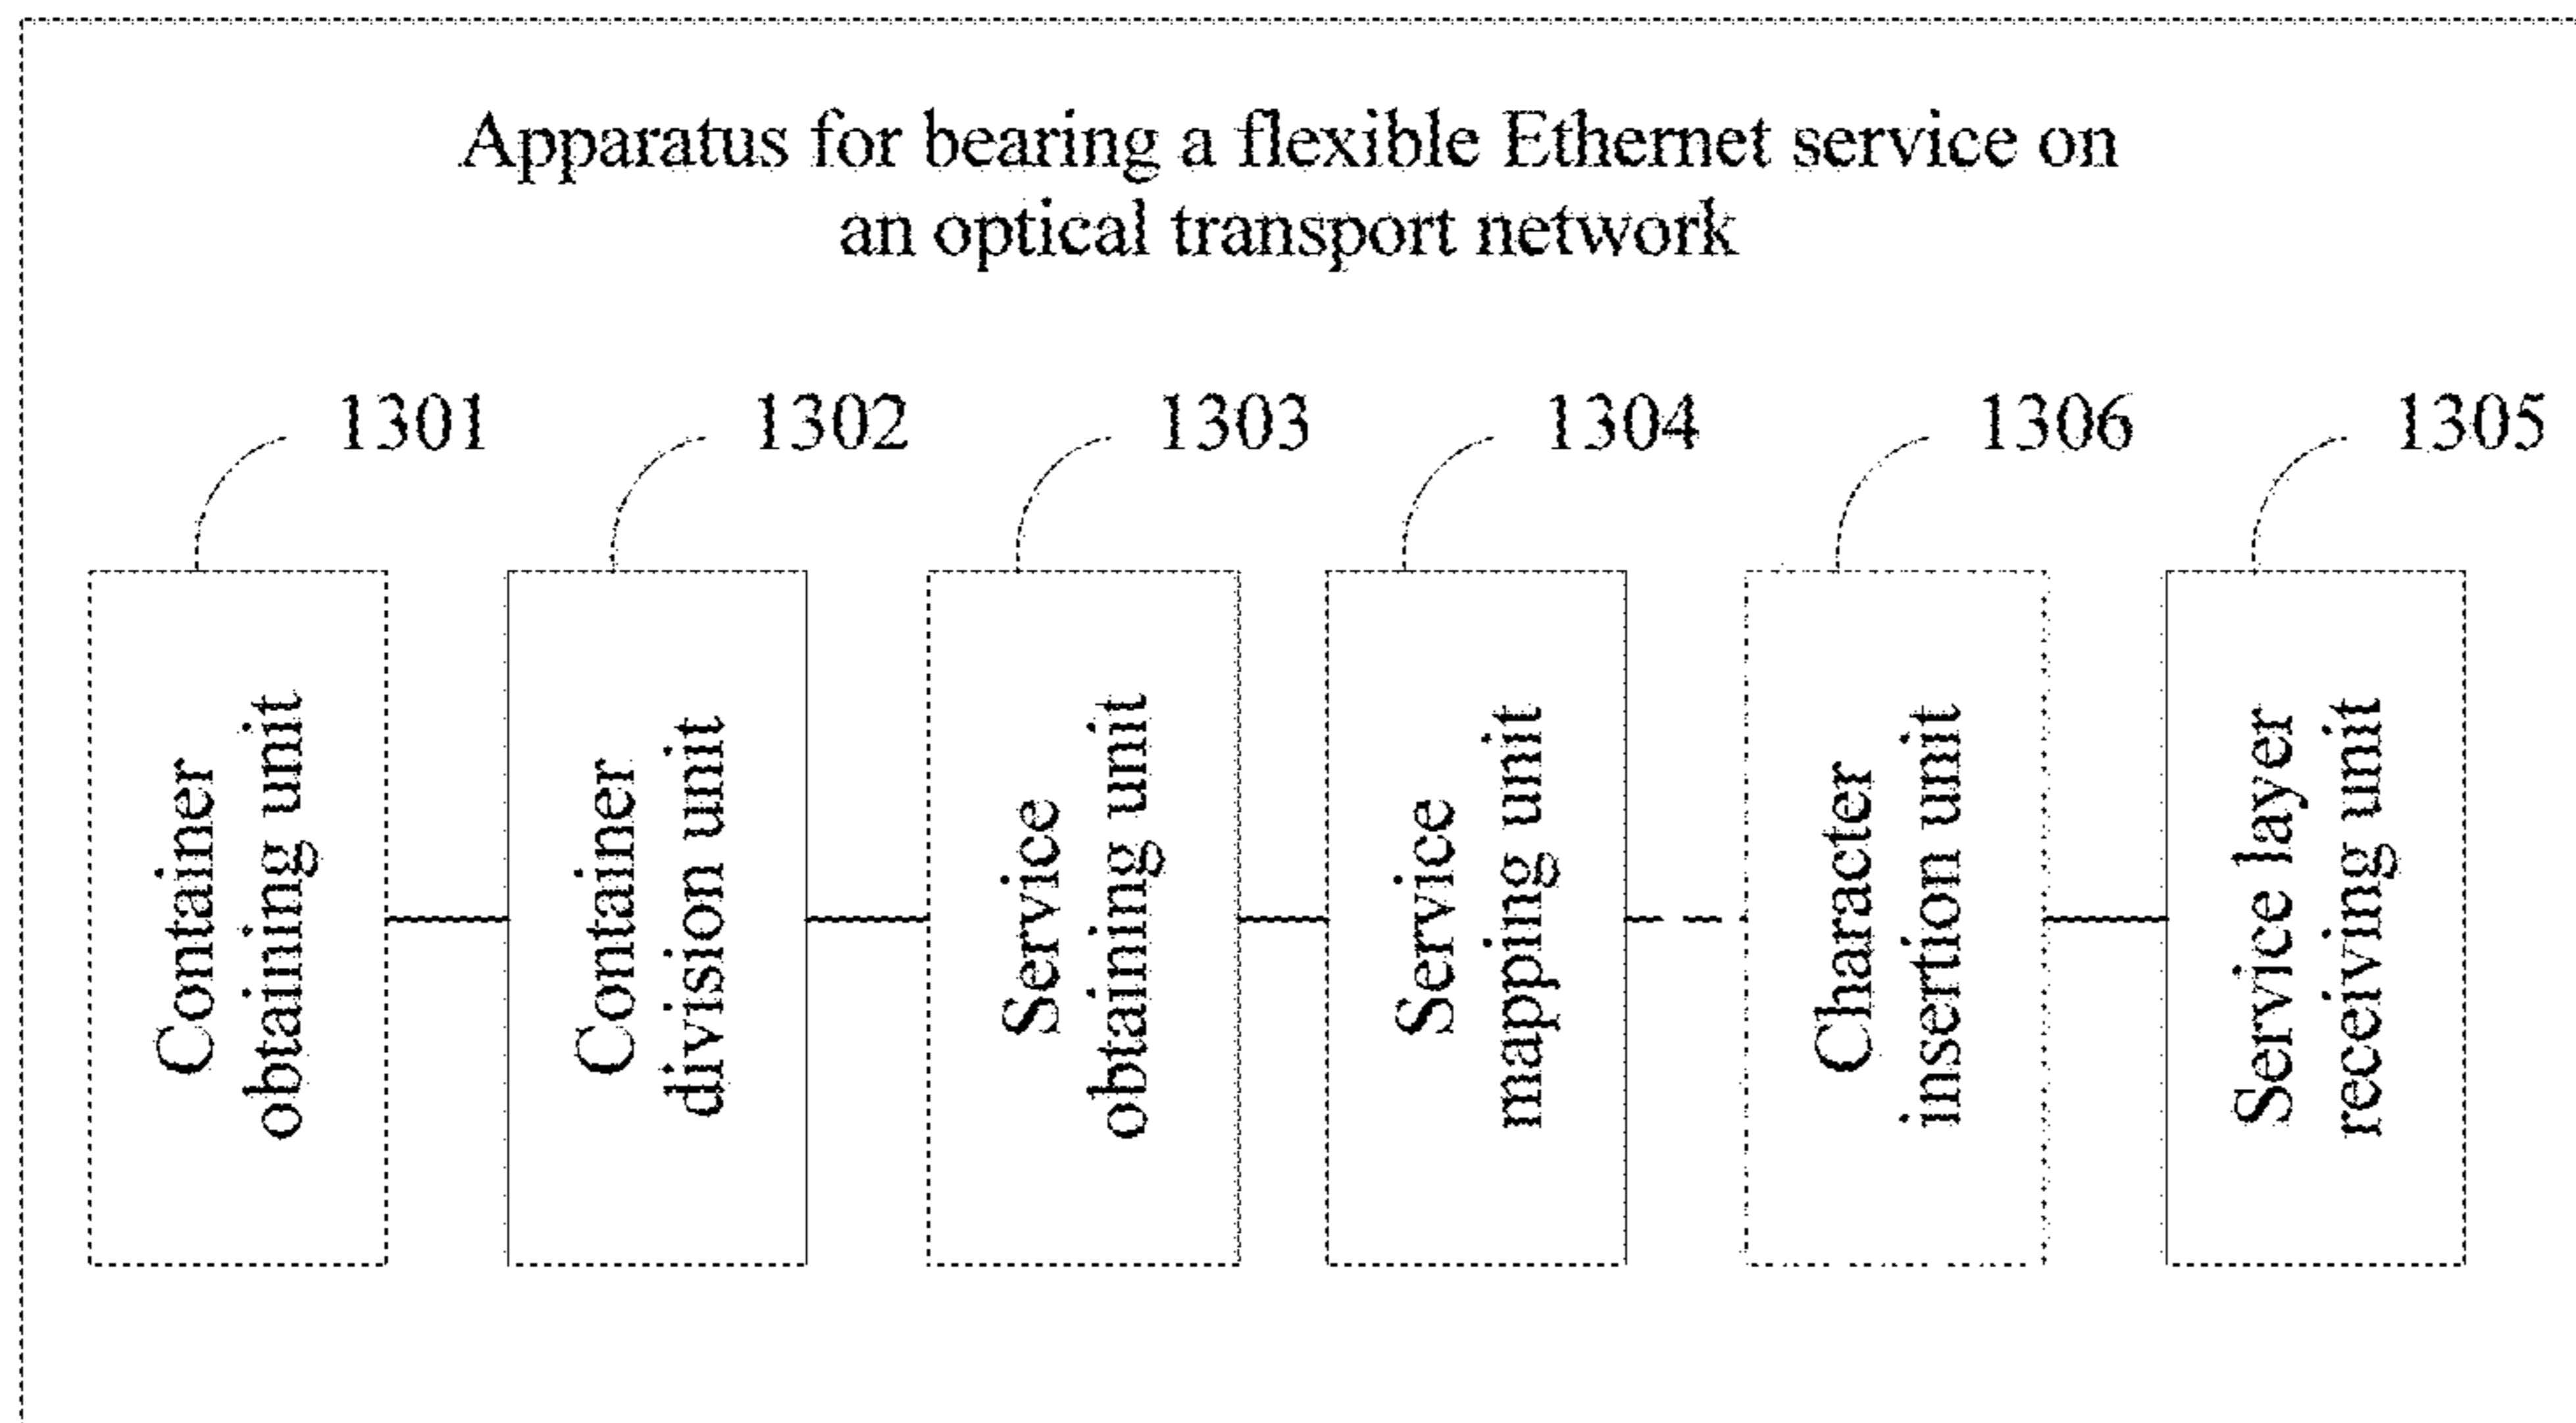 Apparatus for bearing a flexible Ethernet service on
an optical transport network
1301
1302
1303
1304
1306
1305
Container
obtaining unit
Container
division unit
Service
obtaining unit
Service
mapping unit
Character
insertion unit
Service layer
receiving unit